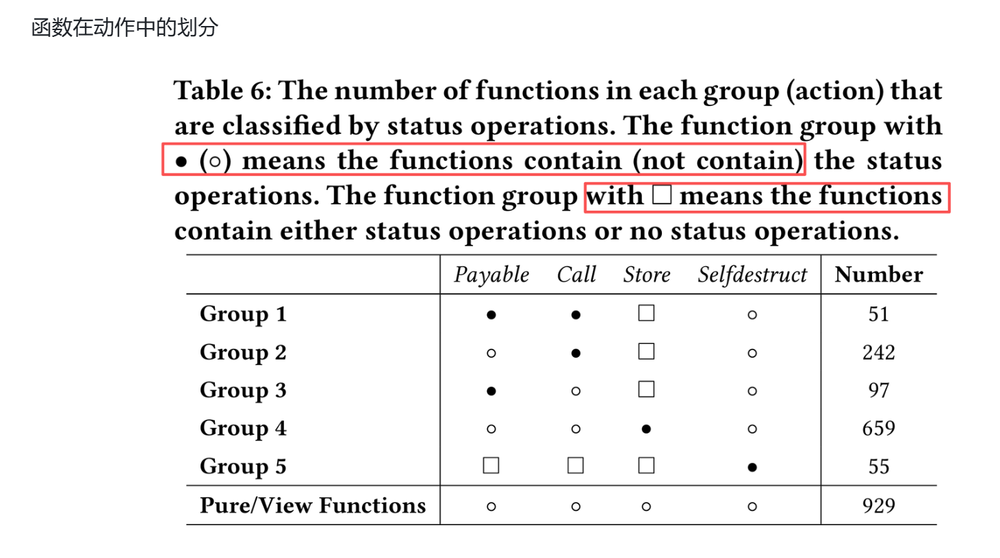 函数在动作中的划分
Table 6: The number of functions in each group (action) that
are classified by status operations. The function group with
● (○) means the functions contain (not contain) the status
operations. The function group with □ means the functions
contain either status operations or no status operations.
Payable Call Store Selfdestruct Number
Group 1 ● ● □ ○ 51
Group 2 ○ ● □ ○ 242
Group 3 ● ○ □ ○ 97
Group 4 ○ ○ ● ○ 659
Group 5 □ □ □ ● 55
Pure/View Functions ○ ○ ○ ○ 929